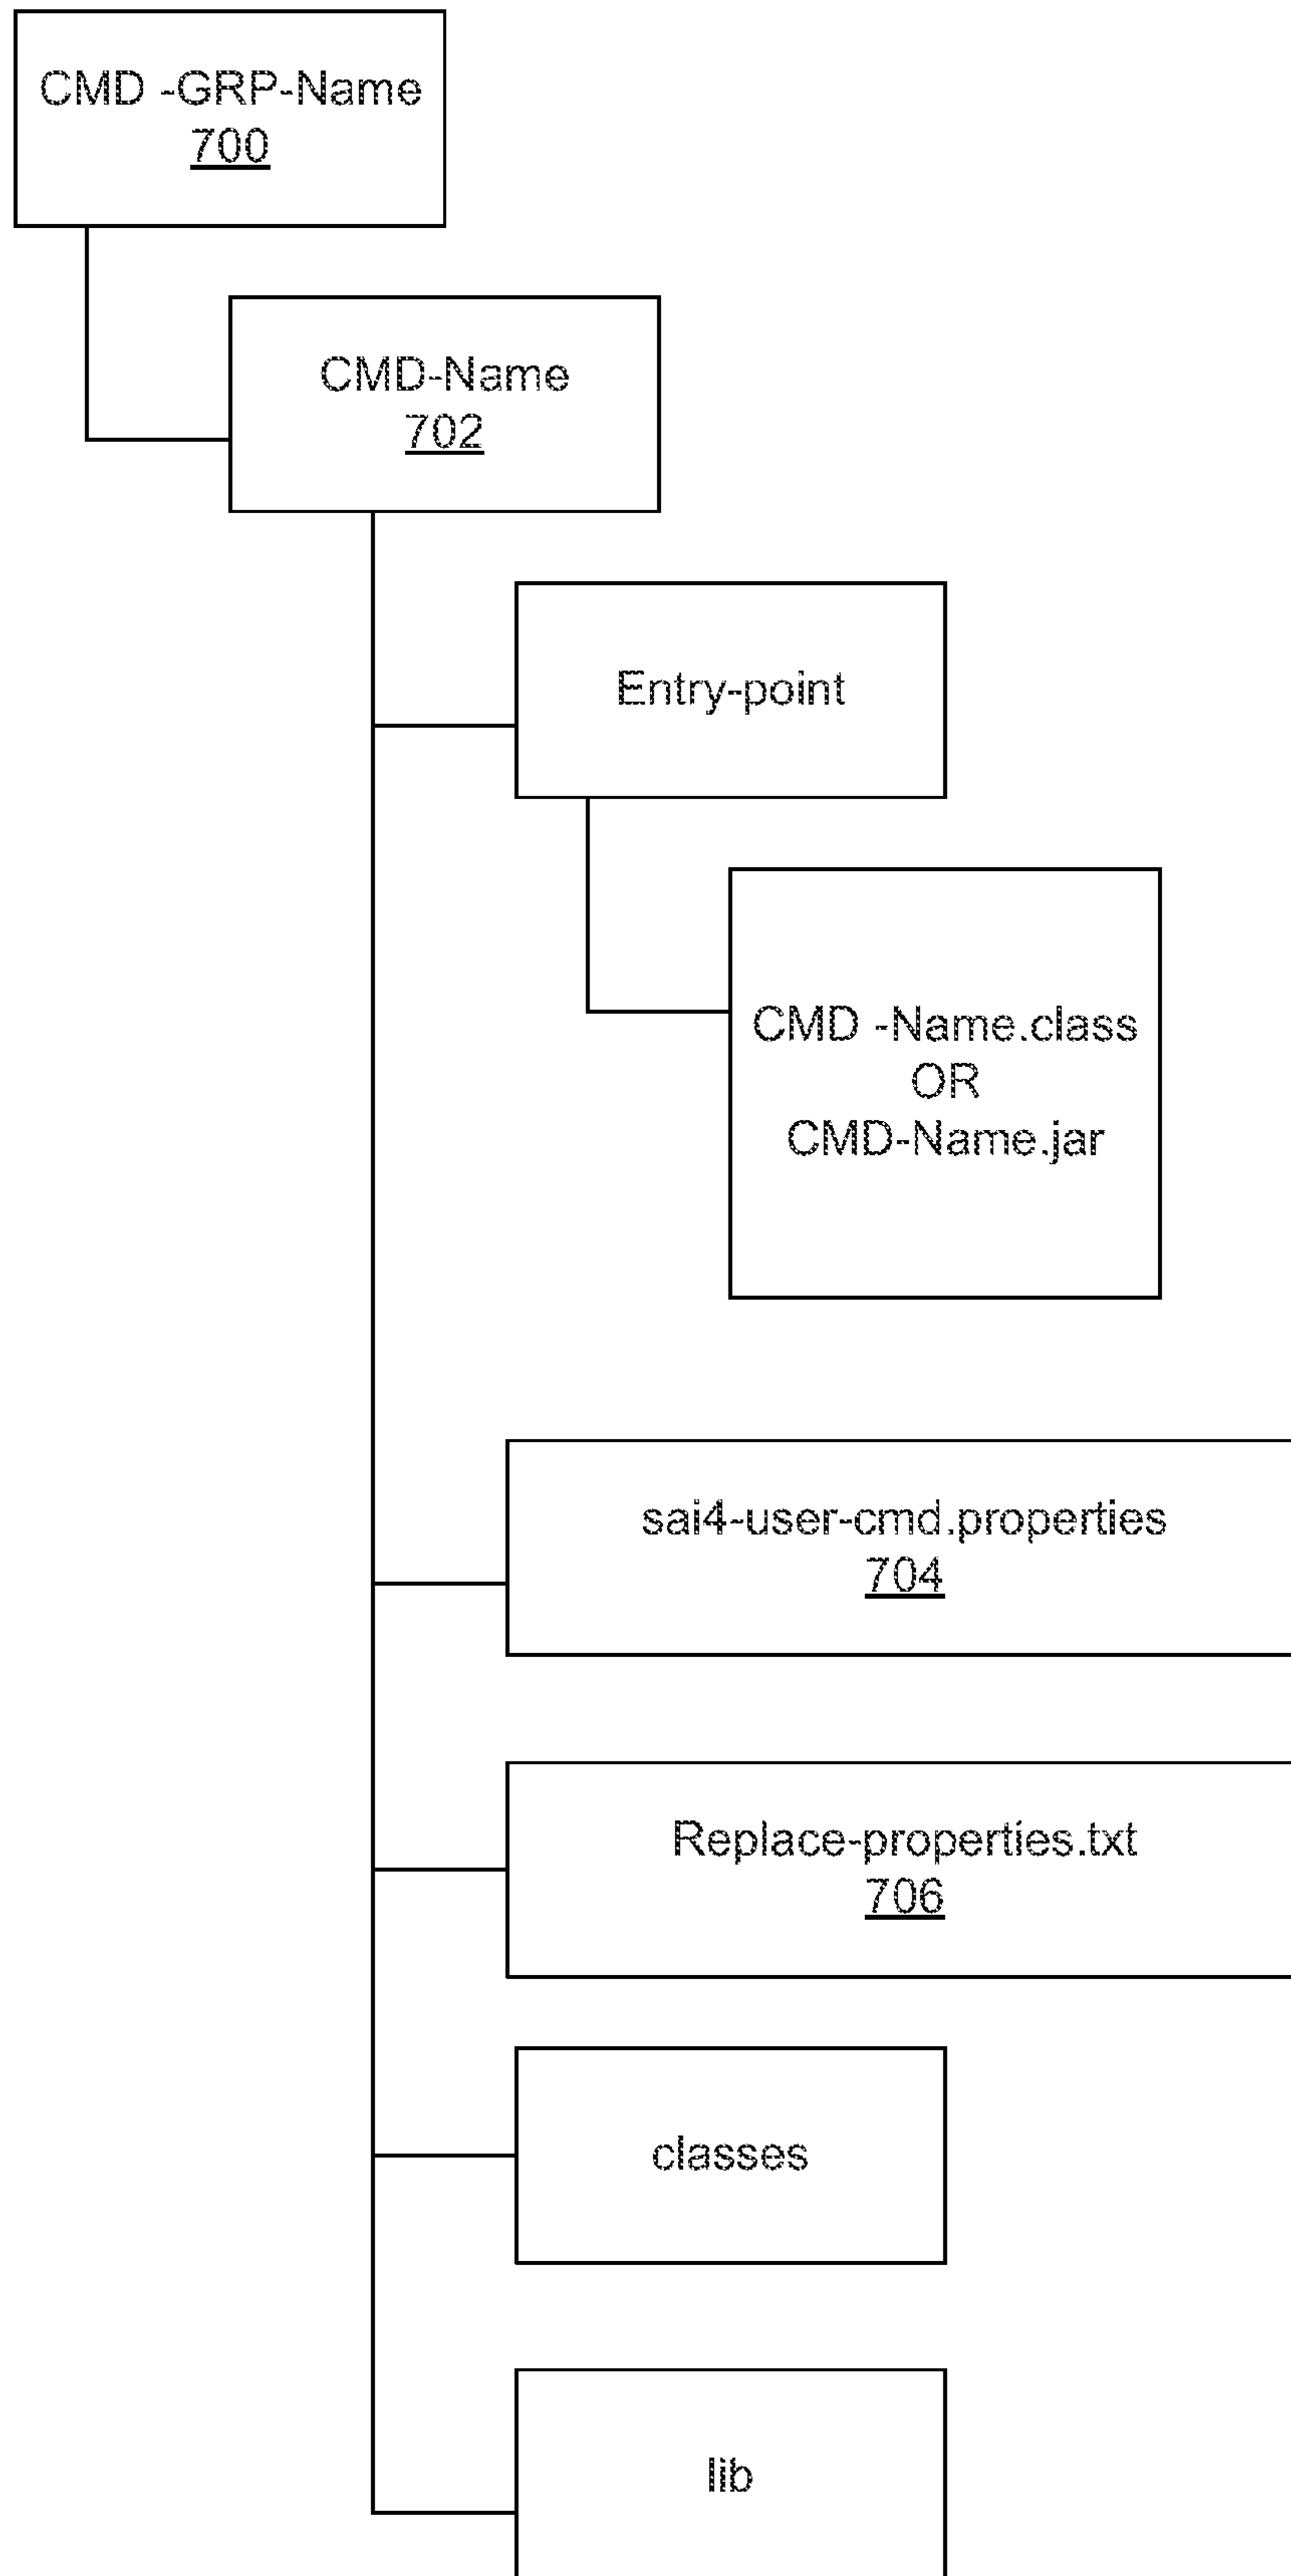 CMD -GRP-Name
700
CMD-Name
702
Entry-point
CMD -Name.class
OR
CMD-Name.jar
sai4-user-cmd.properties
704
Replace-properties.txt
706
classes
lib